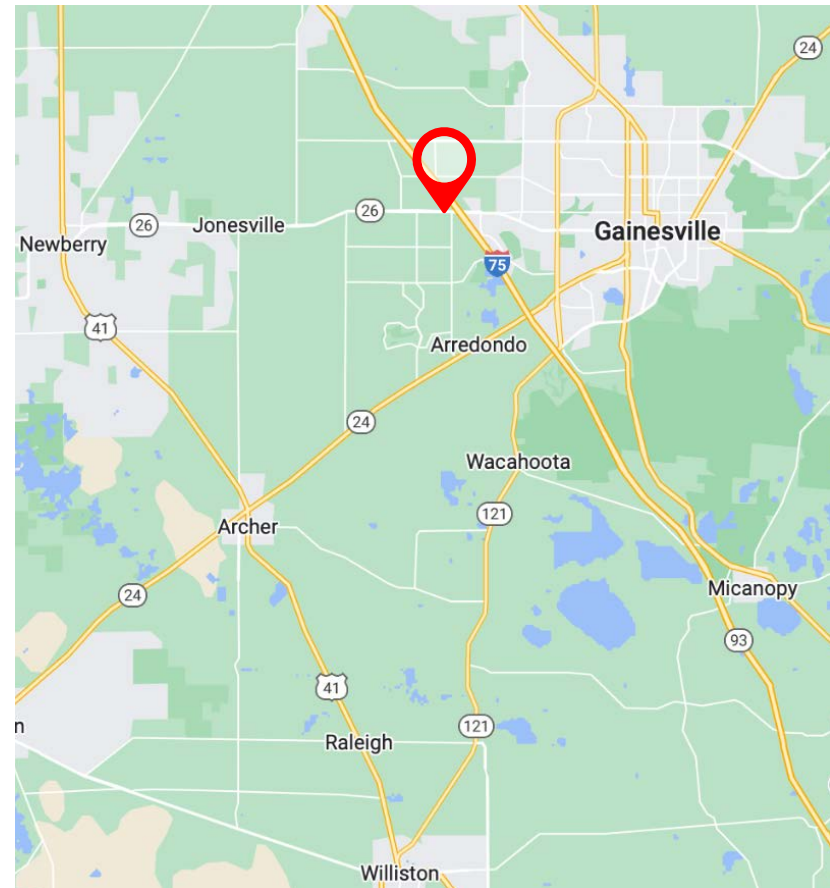 24
26
26
Jonesville
Gainesville
Newberry
75
41
Arredondo
24
Wacahoota
121
Archer
Micanopy
24
93
41
121
n
Raleigh
Williston